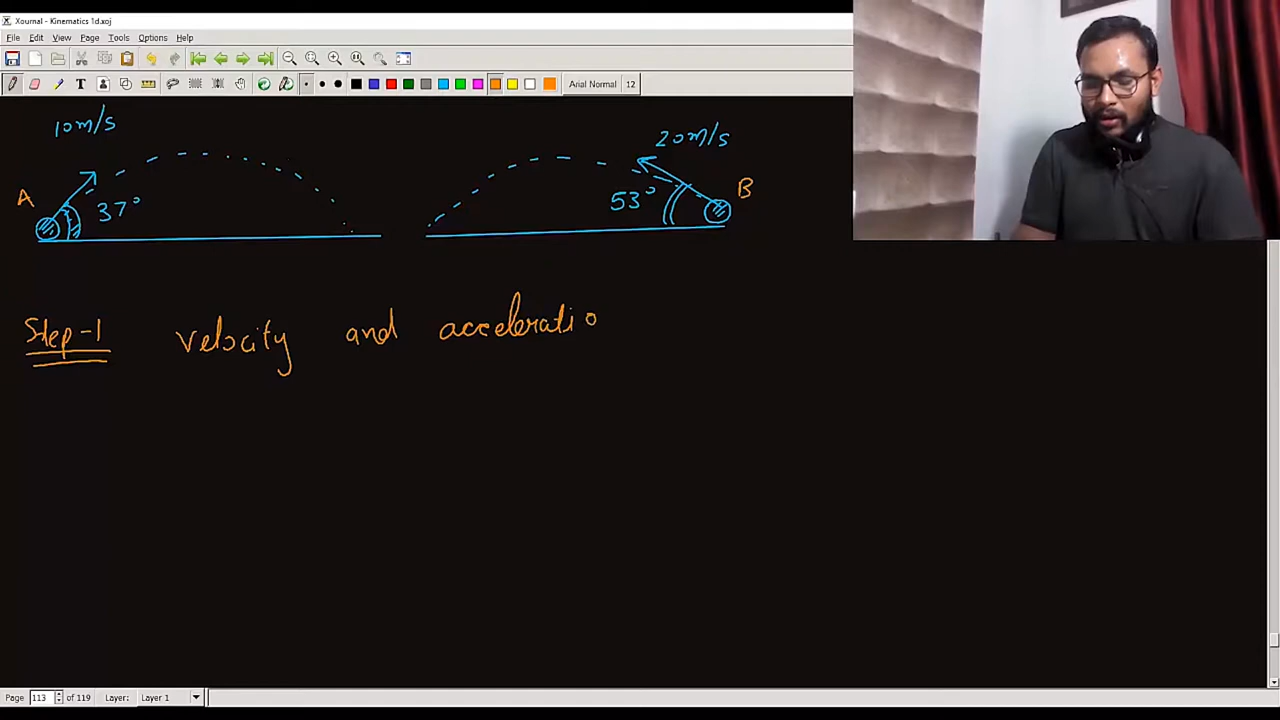 Xournal - Kinematics 1d.xoj
File Edit View Page Tools Options Help
T Arial Normal 12
10m/s
20m/s
A 37°
53° B
Step-1 velocity and acceleratio
Page 113 of 119 Layer: Layer 1